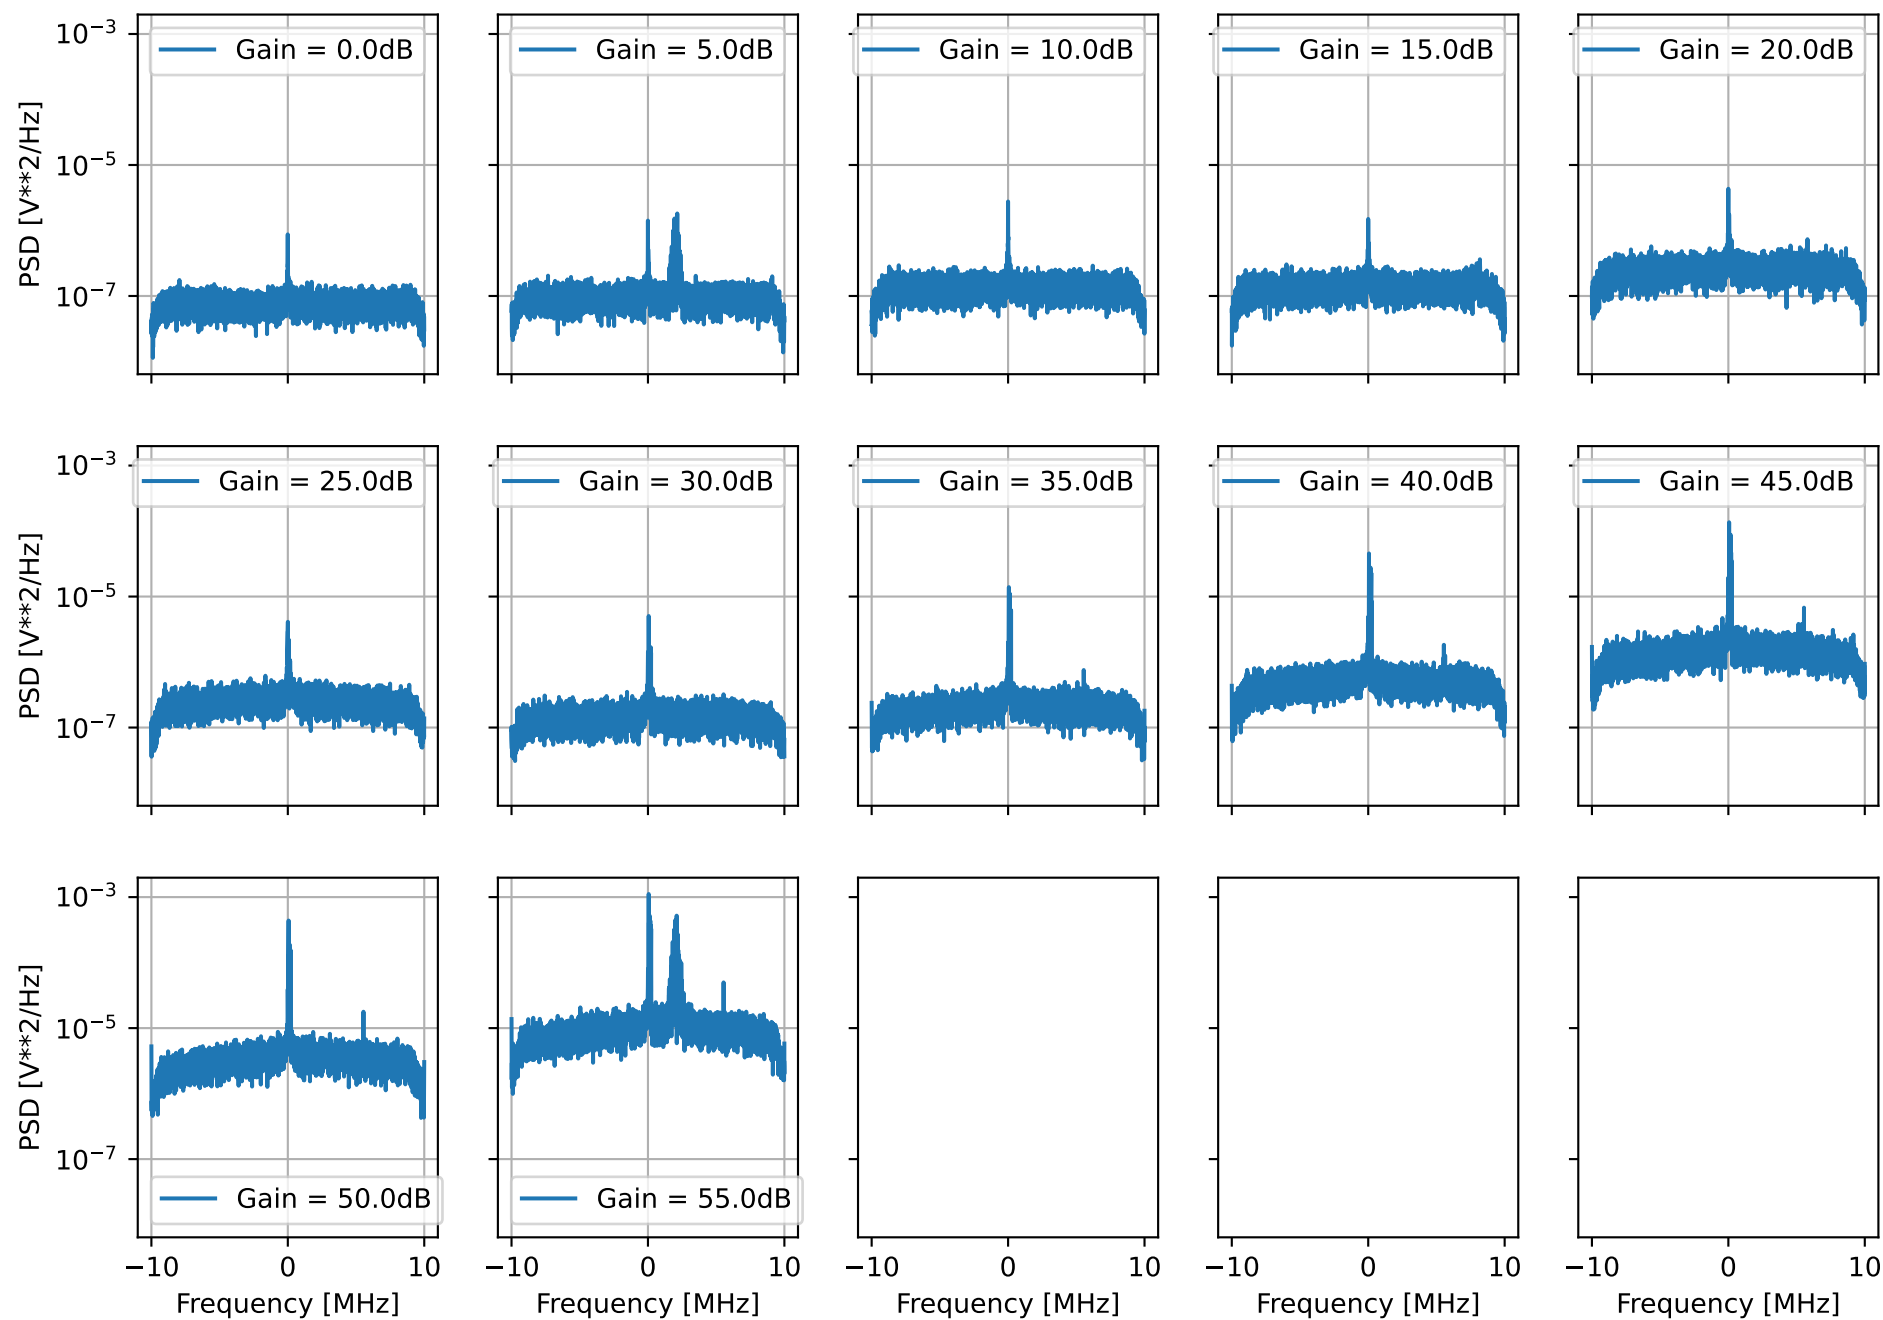 10⁻³
Gain = 0.0dB
Gain = 5.0dB
Gain = 10.0dB
Gain = 15.0dB
Gain = 20.0dB
10⁻⁵
10⁻⁷
PSD [V**2/Hz]
10⁻³
Gain = 25.0dB
Gain = 30.0dB
Gain = 35.0dB
Gain = 40.0dB
Gain = 45.0dB
10⁻⁵
10⁻⁷
PSD [V**2/Hz]
10⁻³
10⁻⁵
10⁻⁷
PSD [V**2/Hz]
Gain = 50.0dB
Gain = 55.0dB
−10 0 10
−10 0 10
−10 0 10
−10 0 10
−10 0 10
Frequency [MHz]
Frequency [MHz]
Frequency [MHz]
Frequency [MHz]
Frequency [MHz]